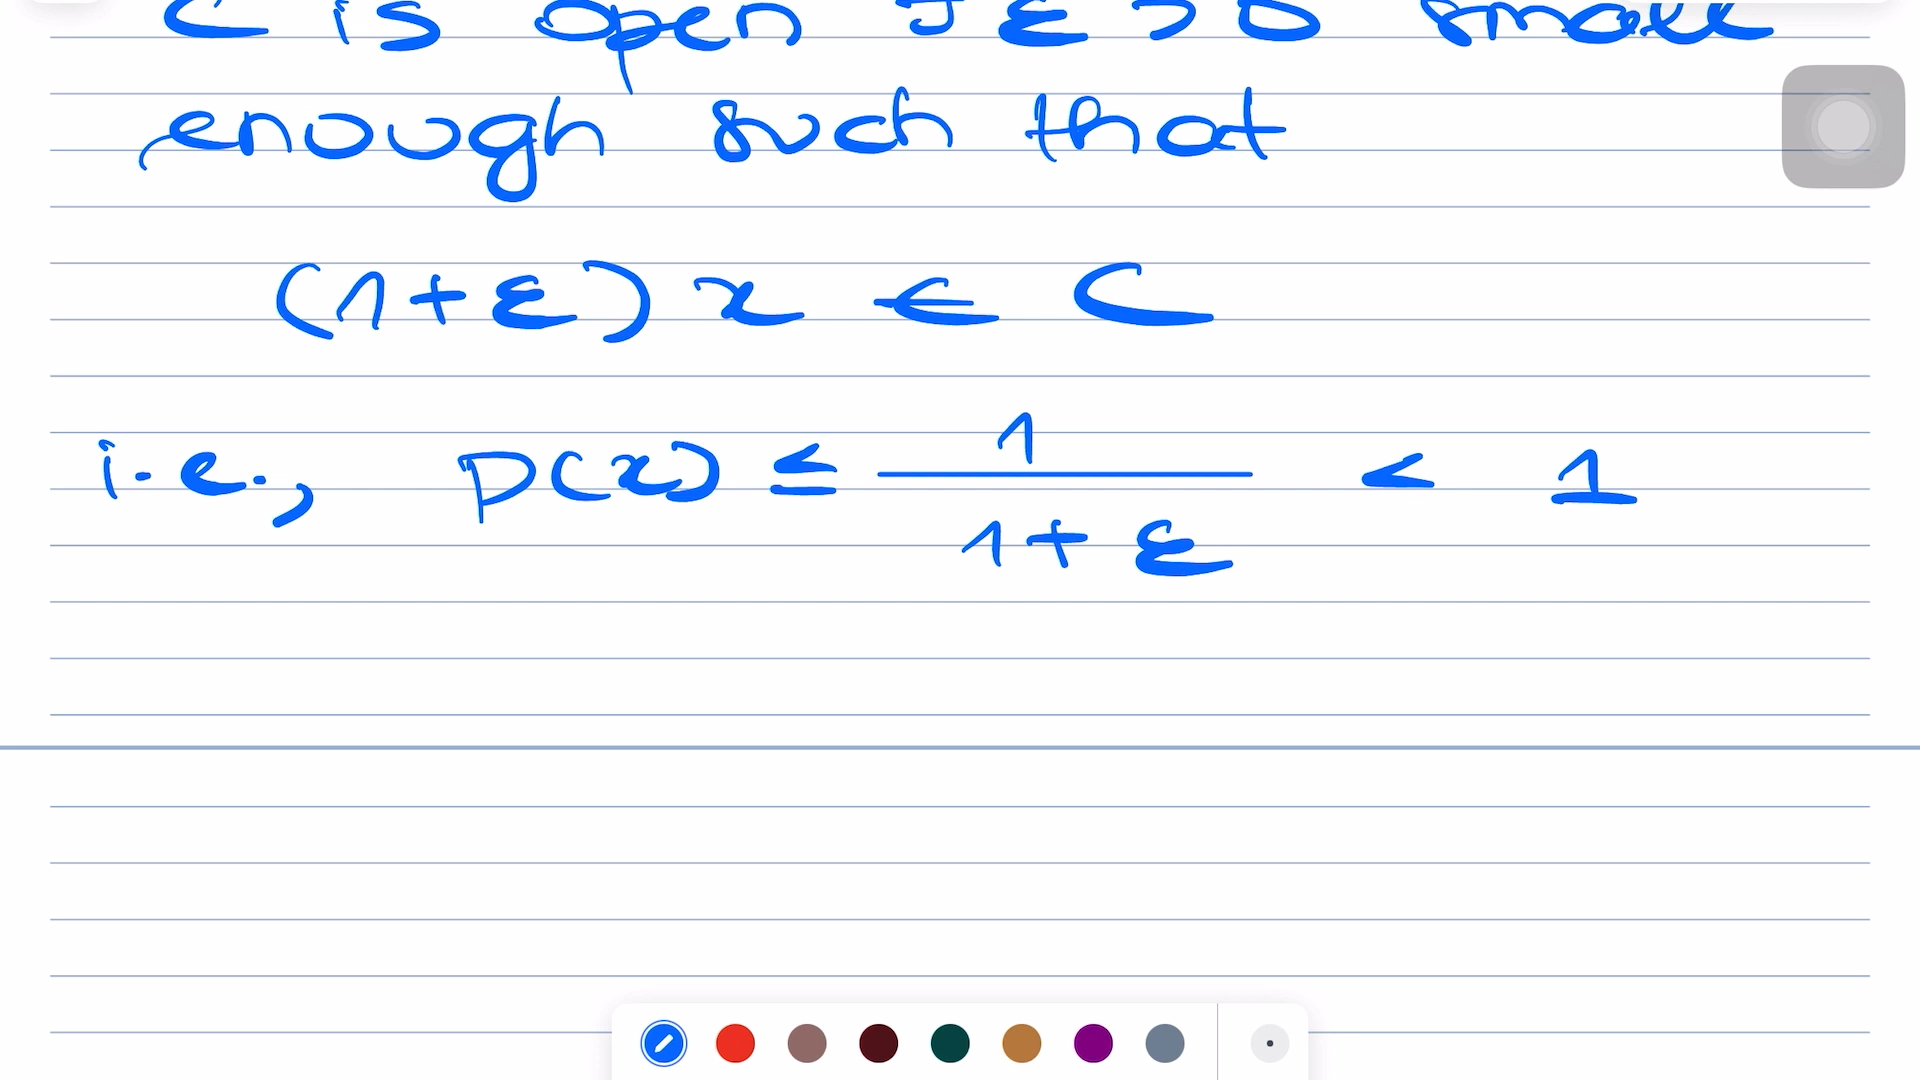 C is open ∃ ε > 0 small
enough such that
(1+ε) x ∈ C
i.e., p(x) ≤ 1/(1+ε) < 1